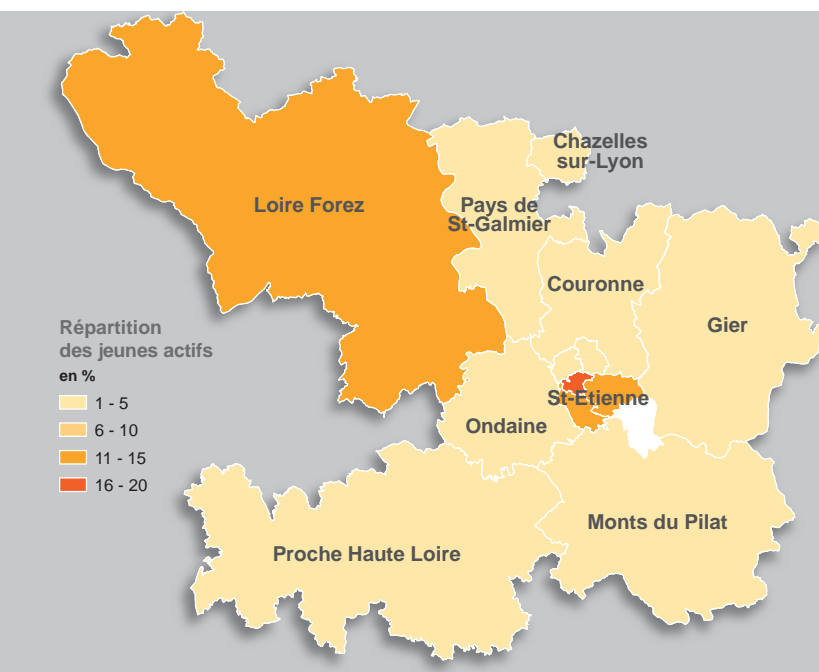 Chazelles
sur-Lyon
Loire Forez
Pays de
St-Galmier
Couronne
Gier
Répartition
des jeunes actifs
en %
1 - 5
6 - 10
11 - 15
16 - 20
St-Etienne
Ondaine
Monts du Pilat
Proche Haute Loire